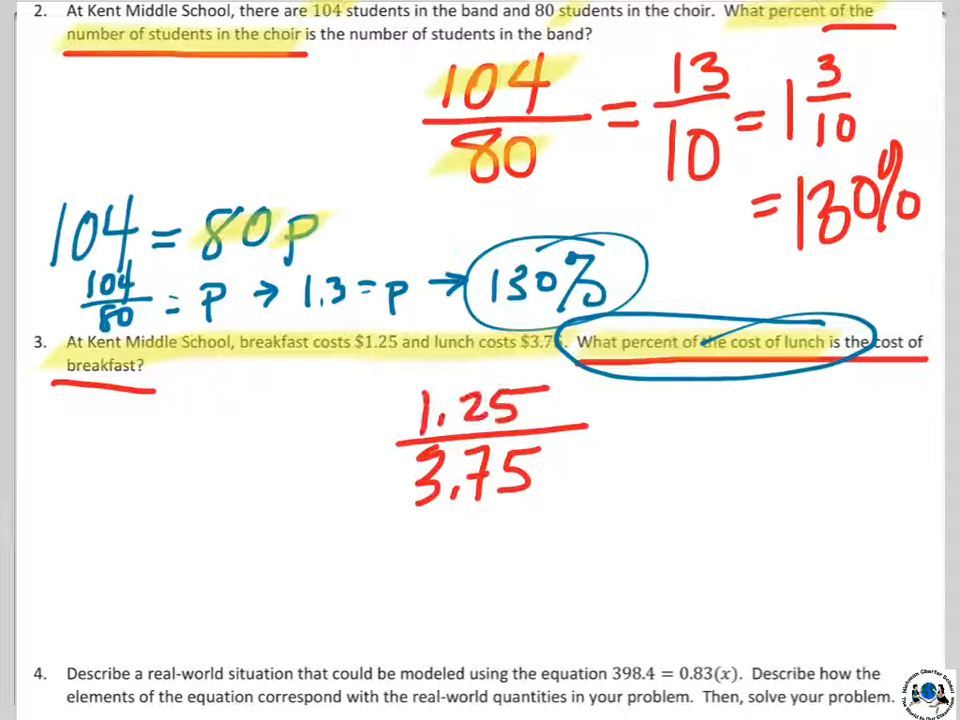 2. At Kent Middle School, there are 104 students in the band and 80 students in the choir. What percent of the
number of students in the choir is the number of students in the band?
104/80 = 13/10 = 1 3/10
= 130%
104 = 80p
104/80 = p → 1.3 = p → 130%
3. At Kent Middle School, breakfast costs $1.25 and lunch costs $3.75. What percent of the cost of lunch is the cost of
breakfast?
1.25/3.75
4. Describe a real-world situation that could be modeled using the equation 398.4 = 0.83(x). Describe how the
elements of the equation correspond with the real-world quantities in your problem. Then, solve your problem.